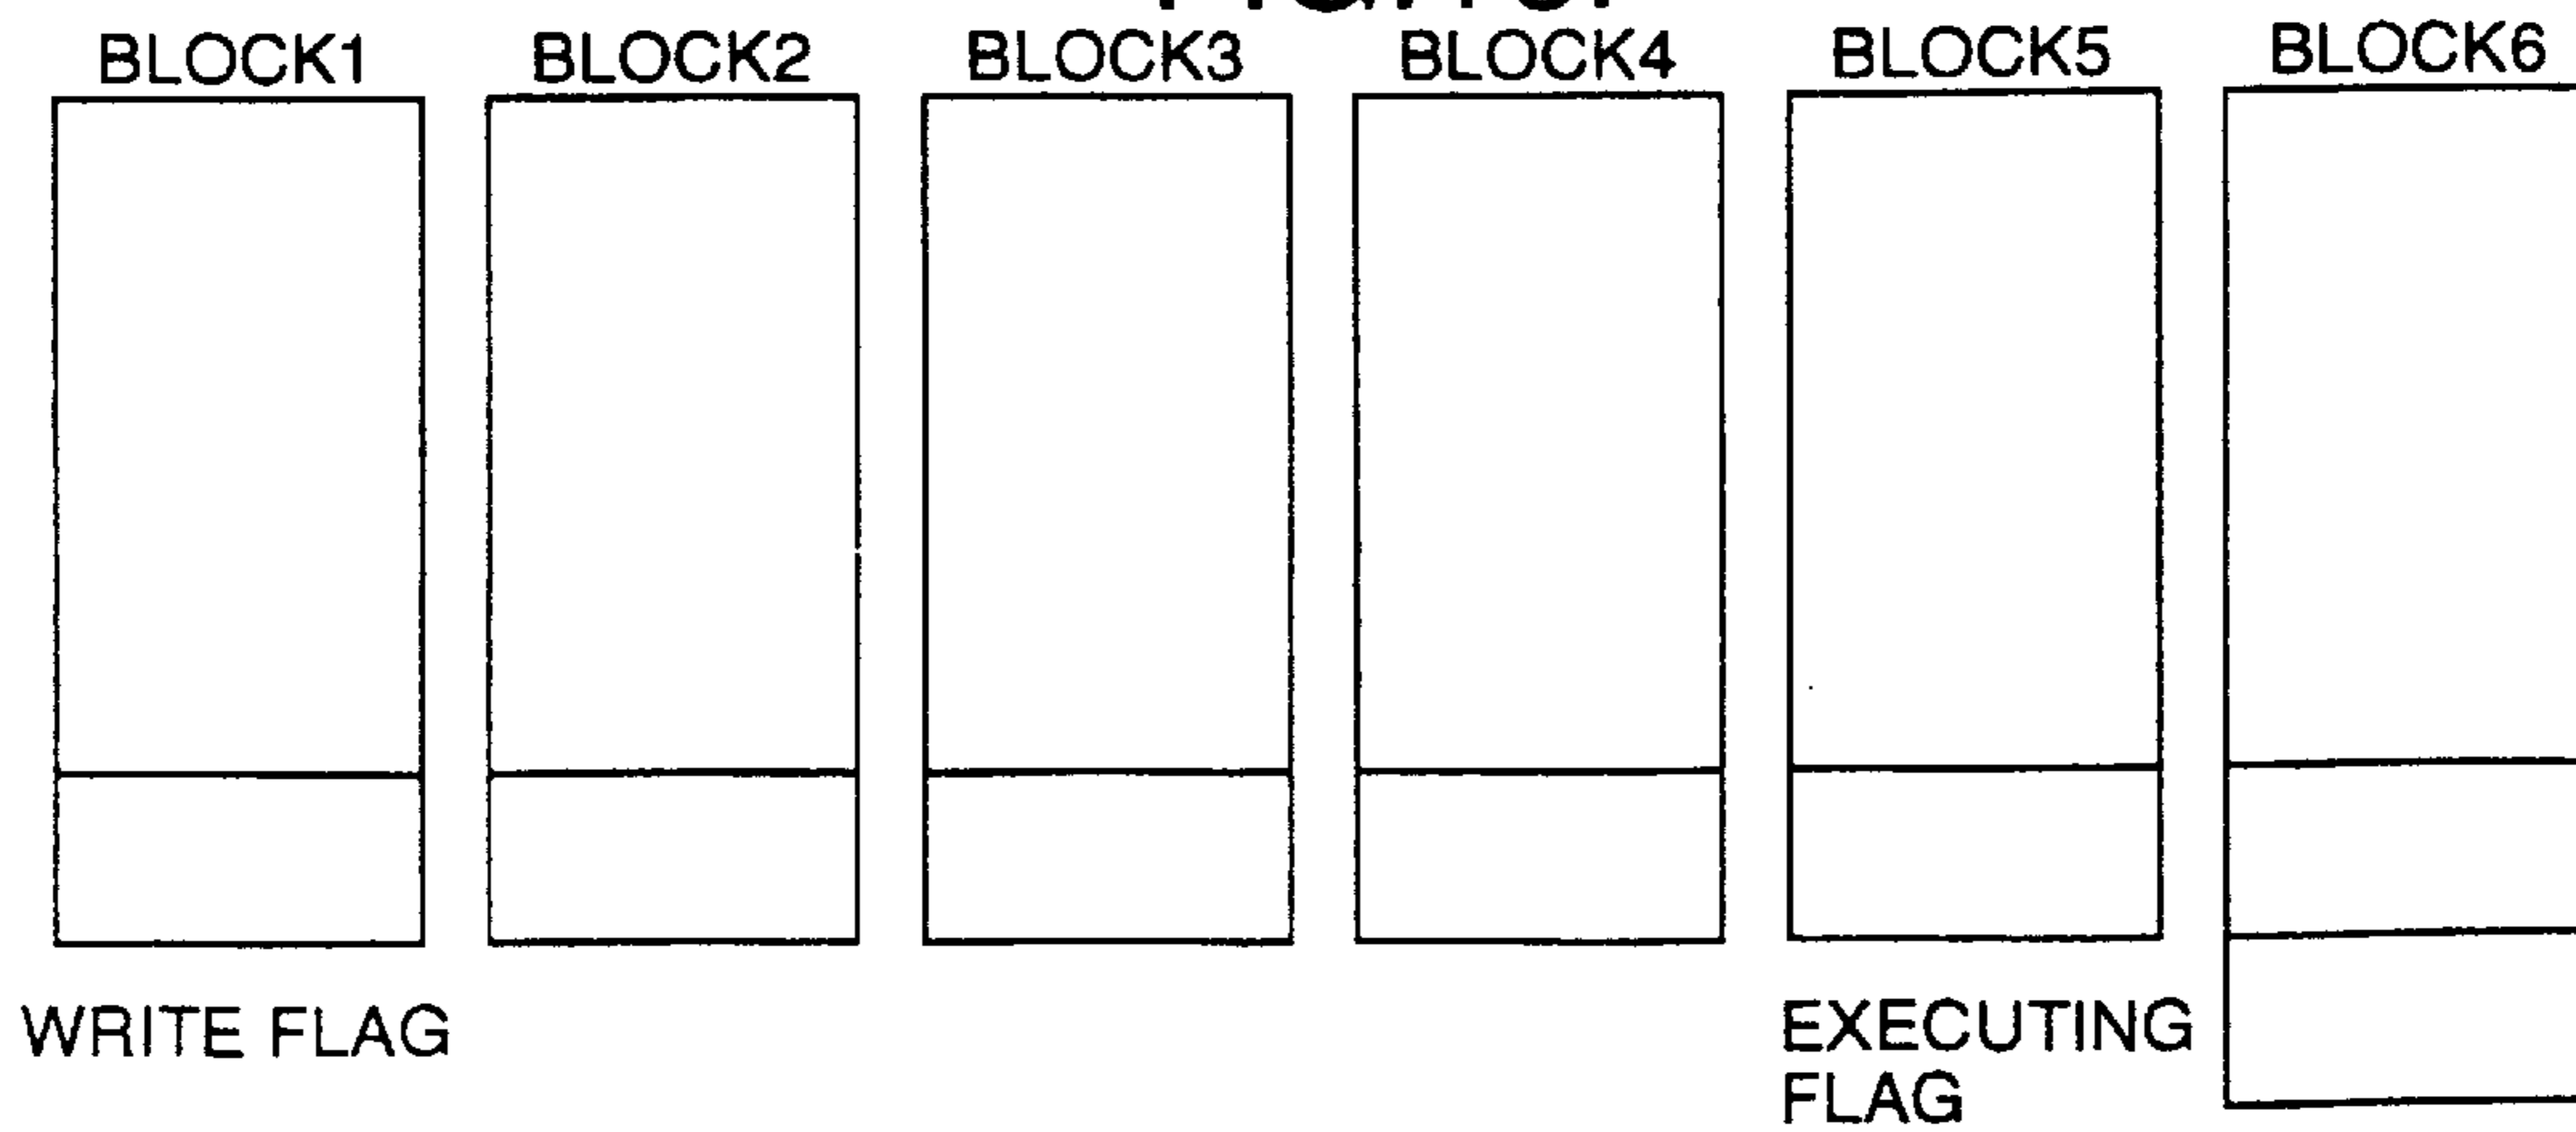 BLOCK1 BLOCK2 BLOCK3 BLOCK4 BLOCK5 BLOCK6
WRITE FLAG
EXECUTING
FLAG